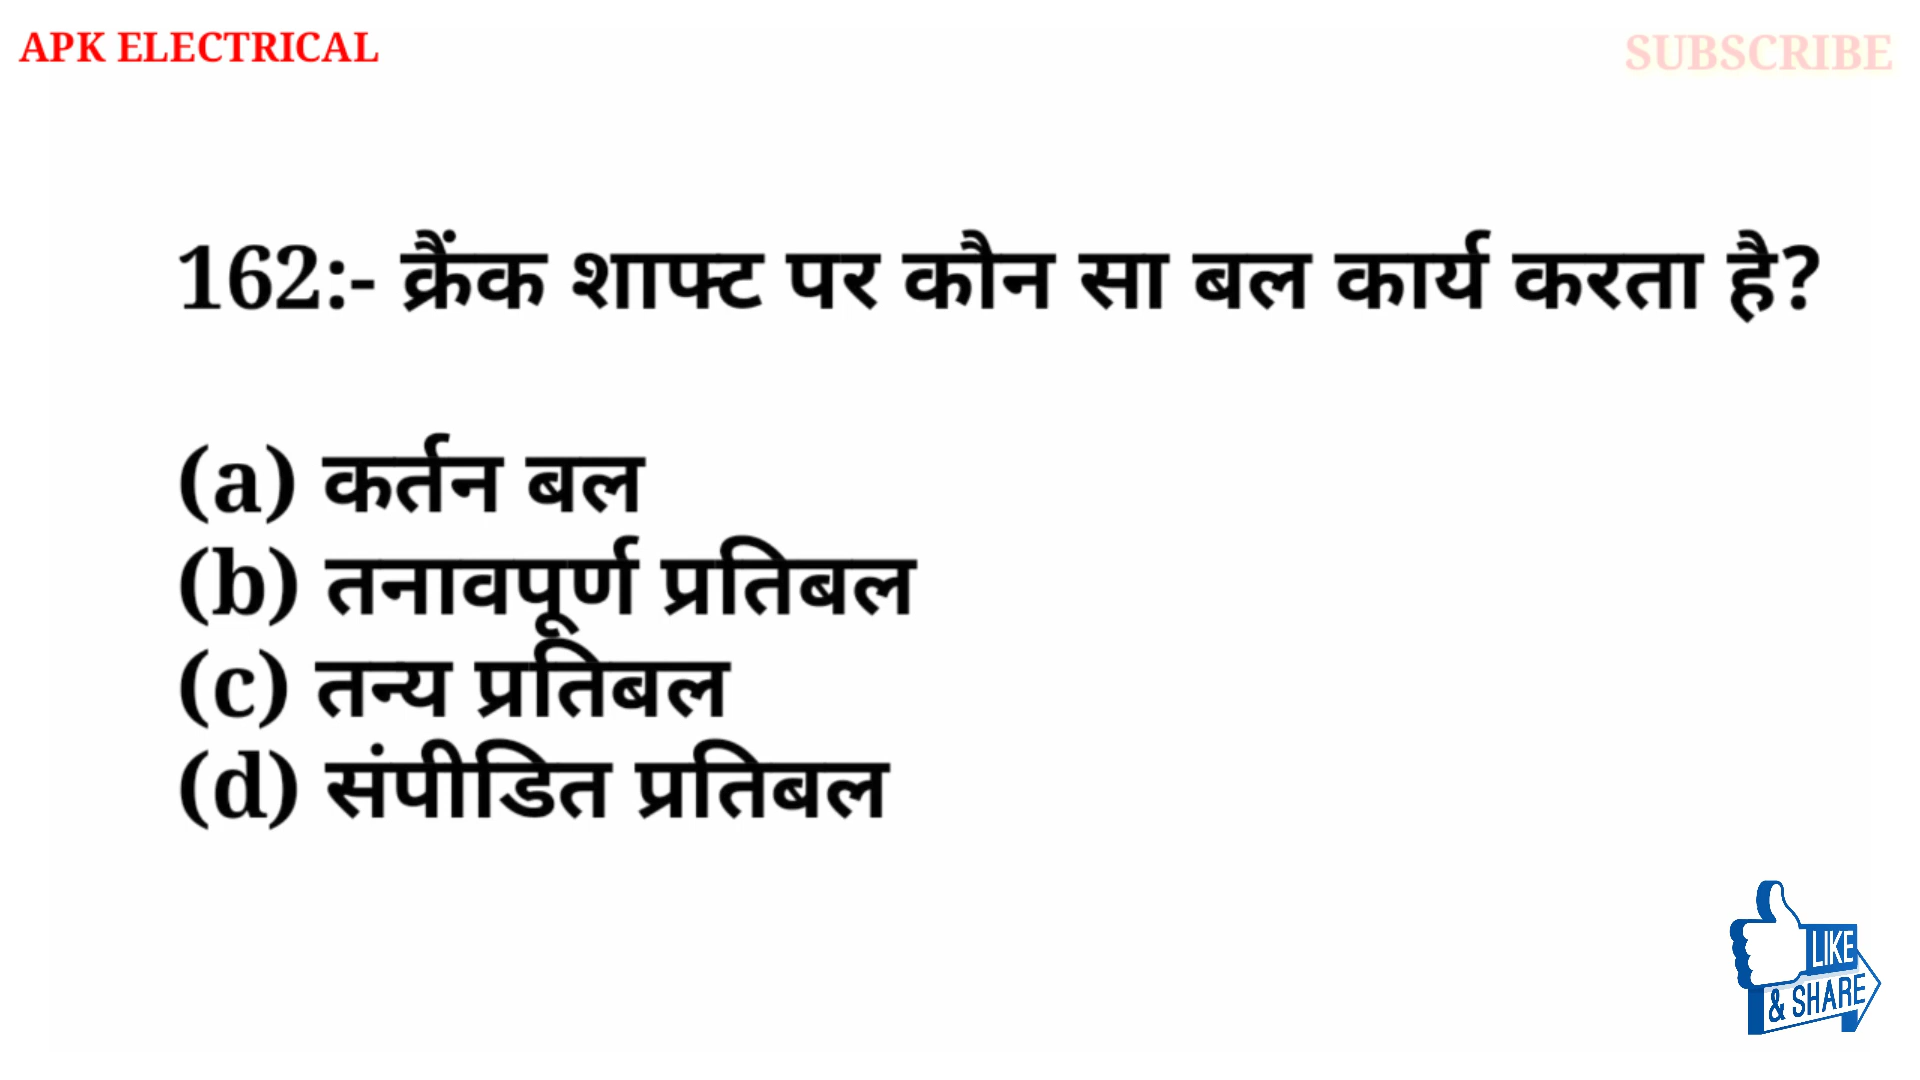 APK ELECTRICAL
SUBSCRIBE
162:- क्रैंक शाफ्ट पर कौन सा बल कार्य करता है?
(a) कर्तन बल
(b) तनावपूर्ण प्रतिबल
(c) तन्य प्रतिबल
(d) संपीडित प्रतिबल
LIKE
& SHARE